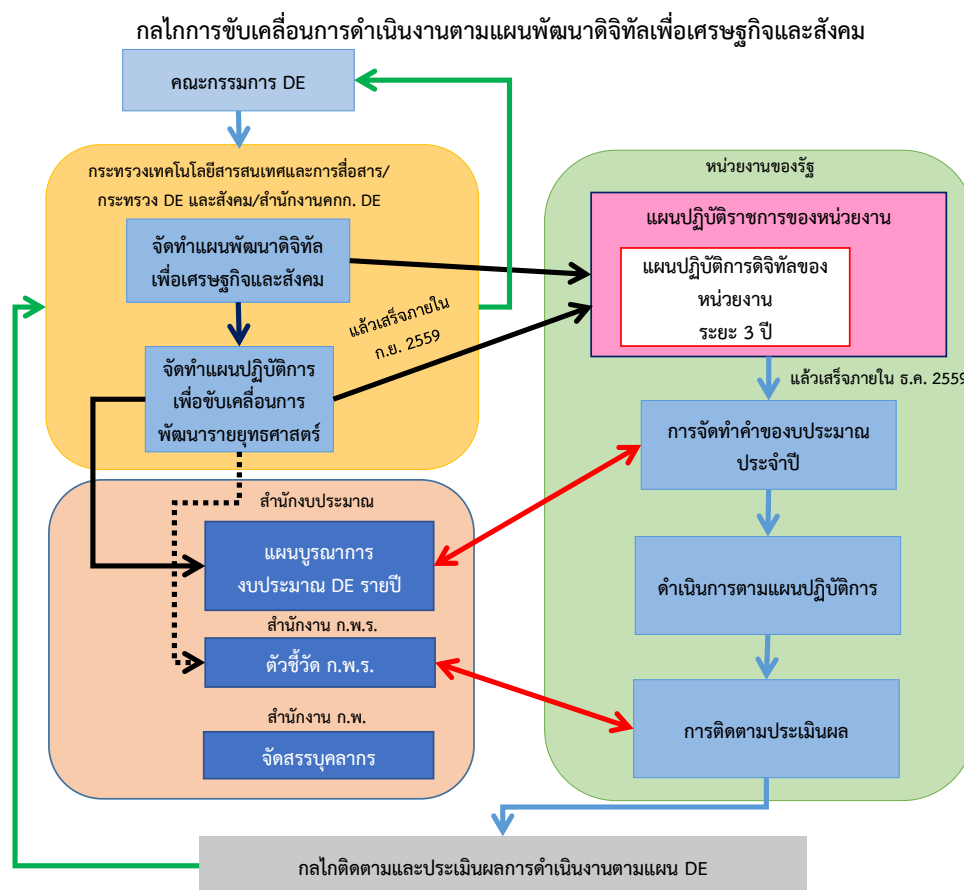 กลไกการขับเคลื่อนการดำเนินงานตามแผนพัฒนาดิจิทัลเพื่อเศรษฐกิจและสังคม
คณะกรรมการ DE
กระทรวงเทคโนโลยีสารสนเทศและการสื่อสาร/
กระทรวง DE และสังคม/สำนักงานคกก. DE
จัดทำแผนพัฒนาดิจิทัล
เพื่อเศรษฐกิจและสังคม
แล้วเสร็จภายใน
ก.ย. 2559
จัดทำแผนปฏิบัติการ
เพื่อขับเคลื่อนการ
พัฒนารายยุทธศาสตร์
สำนักงบประมาณ
แผนบูรณาการ
งบประมาณ DE รายปี
สำนักงาน ก.พ.ร.
ตัวชี้วัด ก.พ.ร.
สำนักงาน ก.พ.
จัดสรรบุคลากร
หน่วยงานของรัฐ
แผนปฏิบัติราชการของหน่วยงาน
แผนปฏิบัติการดิจิทัลของ
หน่วยงาน
ระยะ 3 ปี
แล้วเสร็จภายใน ธ.ค. 2559
การจัดทำคำของบประมาณ
ประจำปี
ดำเนินการตามแผนปฏิบัติการ
การติดตามประเมินผล
กลไกติดตามและประเมินผลการดำเนินงานตามแผน DE